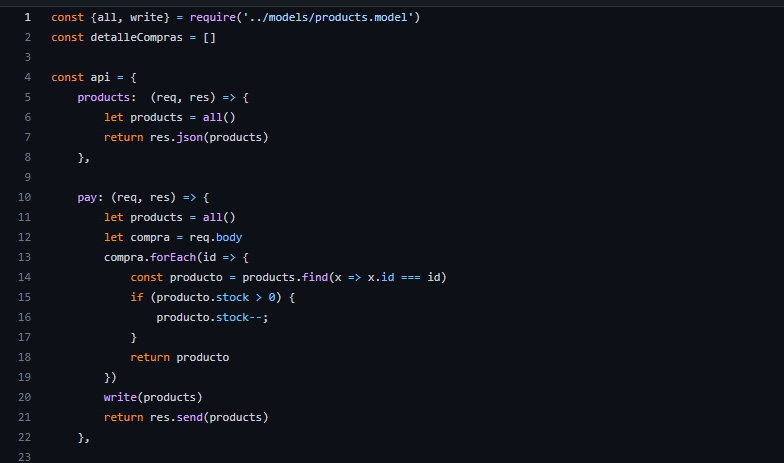 1 const {all, write} = require('../models/products.model')
2 const detalleCompras = []
3
4 const api = {
5     products:  (req, res) => {
6         let products = all()
7         return res.json(products)
8     },
9
10     pay: (req, res) => {
11         let products = all()
12         let compra = req.body
13         compra.forEach(id => {
14             const producto = products.find(x => x.id === id)
15             if (producto.stock > 0) {
16                 producto.stock--;
17             }
18             return producto
19         })
20         write(products)
21         return res.send(products)
22     },
23